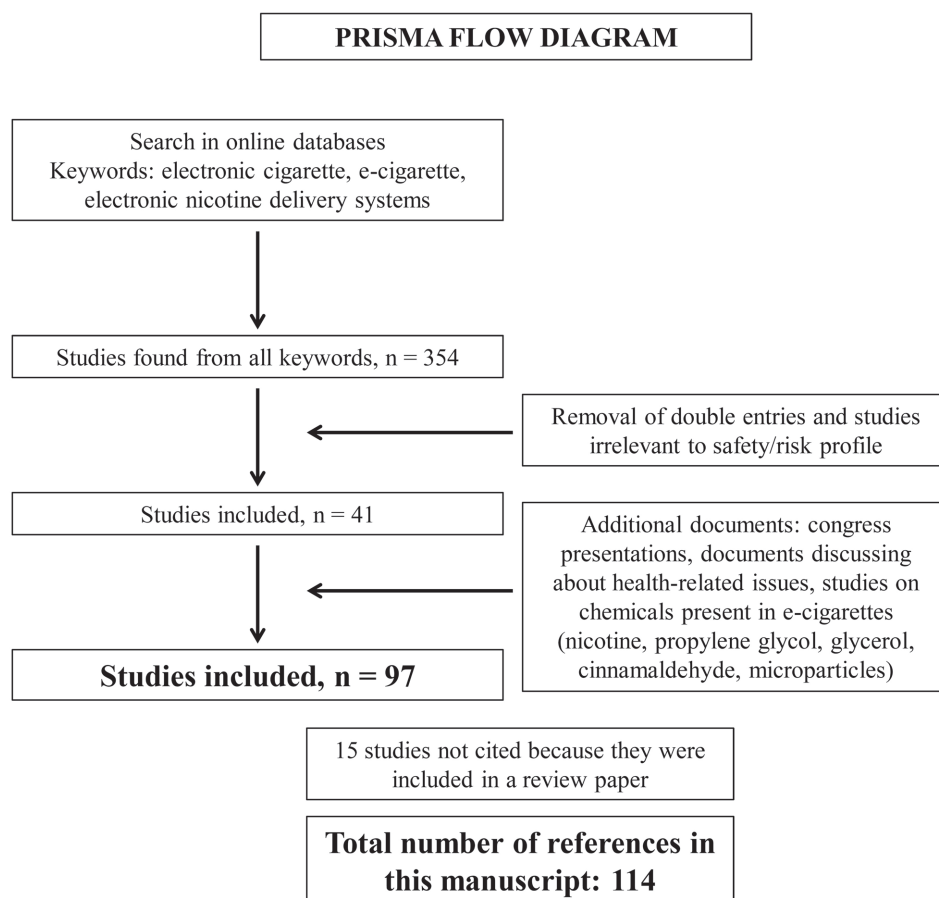 PRISMA FLOW DIAGRAM
Search in online databases
Keywords: electronic cigarette, e-cigarette,
electronic nicotine delivery systems
Studies found from all keywords, n = 354
Removal of double entries and studies
irrelevant to safety/risk profile
Studies included, n = 41
Additional documents: congress
presentations, documents discussing
about health-related issues, studies on
chemicals present in e-cigarettes
(nicotine, propylene glycol, glycerol,
cinnamaldehyde, microparticles)
Studies included, n = 97
15 studies not cited because they were
included in a review paper
Total number of references in
this manuscript: 114